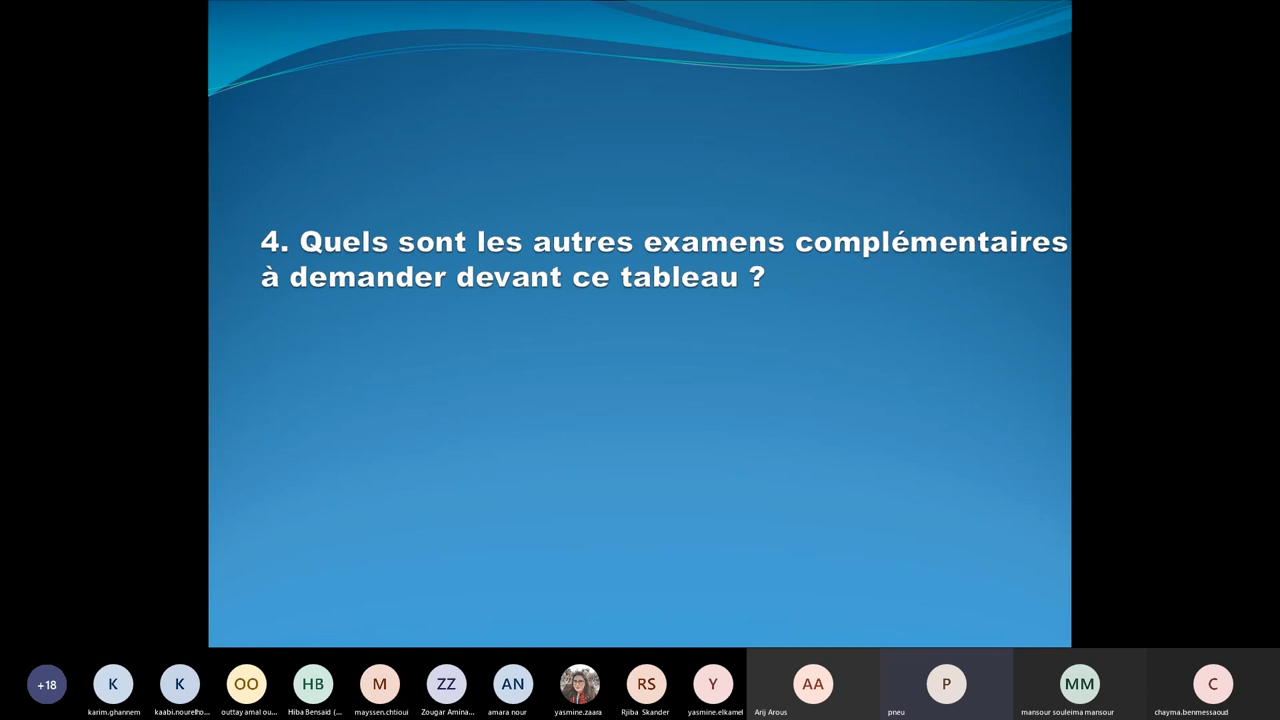 4. Quels sont les autres examens complémentaires
à demander devant ce tableau ?
+18
K
K
OO
HB
M
ZZ
AN
RS
Y
AA
P
MM
C
karim.ghannem
kaabi.nourelho...
outtay amal ou...
Hiba Bensaid (...
mayssen.chtioui
Zougar Amina...
amara nour
yasmine.zaara
Rjiba Skander
yasmine.elkamel
Arij Arous
pneu
mansour souleima mansour
chayma.benmessaoud